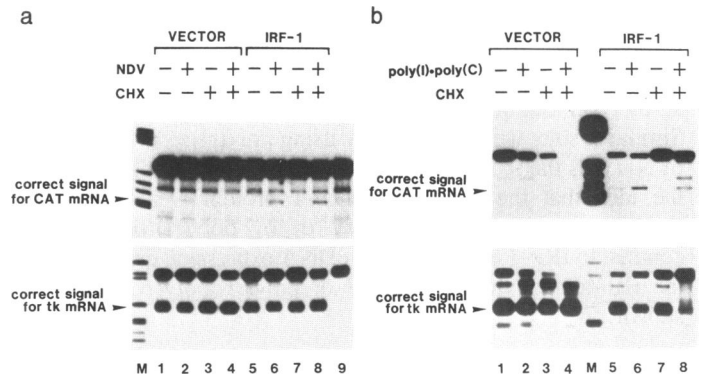 a
VECTOR IRF-1
NDV − + − + − + − +
CHX − − + + − − + +
correct signal
for CAT mRNA
correct signal
for tk mRNA
M 1 2 3 4 5 6 7 8 9
b
VECTOR IRF-1
poly(I)•poly(C) − + − + − + − +
CHX − − + + − − + +
correct signal
for CAT mRNA
correct signal
for tk mRNA
1 2 3 4 M 5 6 7 8